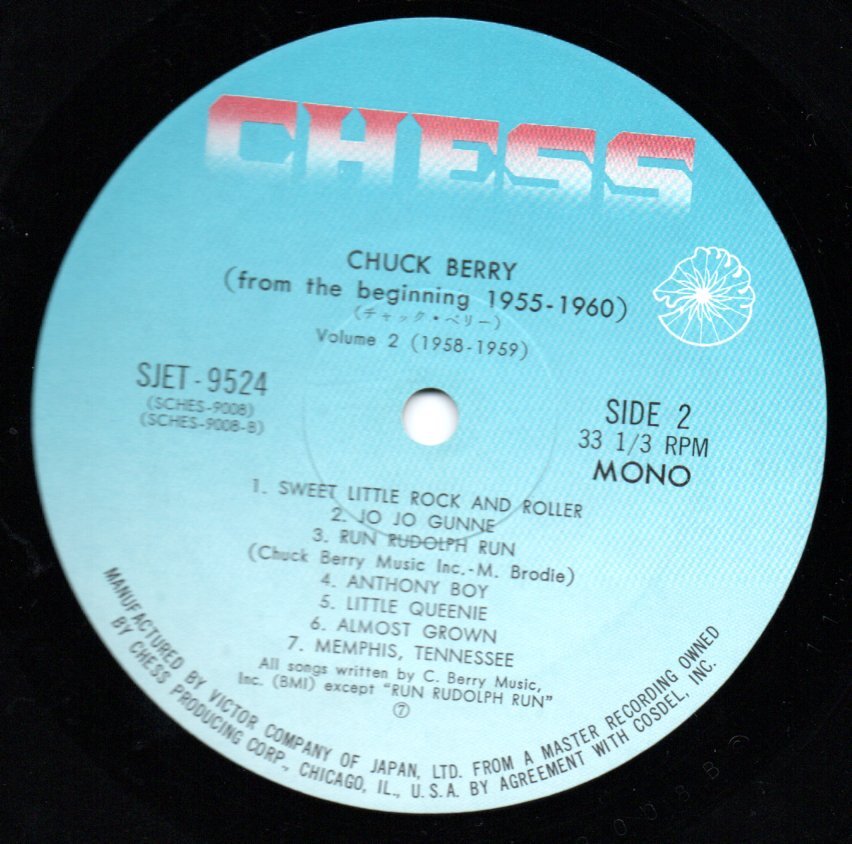 CHESS
CHUCK BERRY
(from the beginning 1955-1960)
(チャック・ベリー)
Volume 2 (1958-1959)
SJET-9524
(SCHES-9008)
(SCHES-9008-B)
SIDE 2
33 1/3 RPM
MONO
1. SWEET LITTLE ROCK AND ROLLER
2. JO JO GUNNE
3. RUN RUDOLPH RUN
(Chuck Berry Music Inc.-M. Brodie)
4. ANTHONY BOY
5. LITTLE QUEENIE
6. ALMOST GROWN
7. MEMPHIS, TENNESSEE
All songs written by C. Berry Music,
Inc. (BMI) except "RUN RUDOLPH RUN"
⑦
MANUFACTURED BY VICTOR COMPANY OF JAPAN, LTD. FROM A MASTER RECORDING OWNED
BY CHESS PRODUCING CORP., CHICAGO, IL., U.S.A. BY AGREEMENT WITH COSDEL, INC.